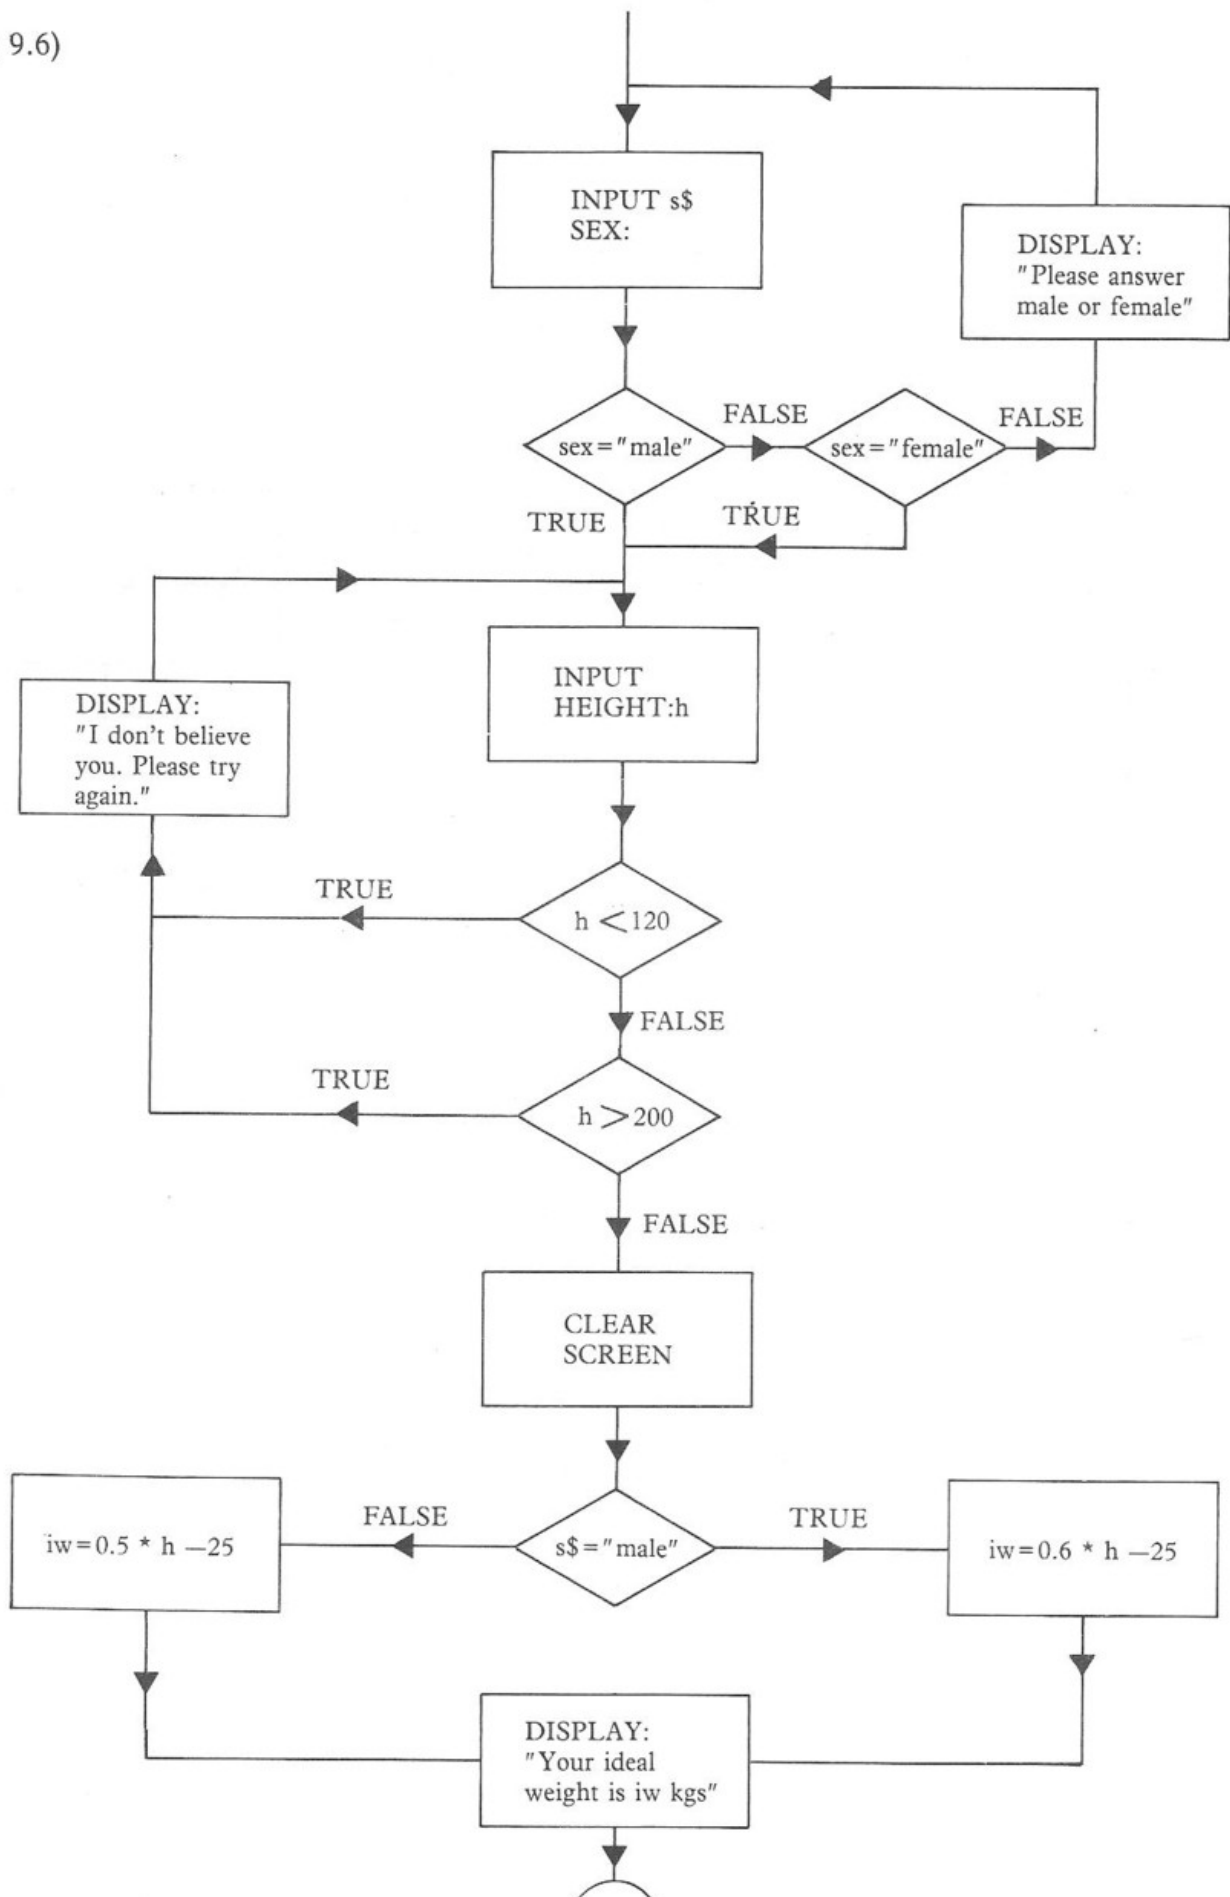 9.6)
INPUT s$
SEX:
DISPLAY:
"Please answer
male or female"
sex="male"
FALSE
sex="female"
FALSE
TRUE
TRUE
INPUT
HEIGHT:h
DISPLAY:
"I don't believe
you. Please try
again."
TRUE
h <120
FALSE
TRUE
h >200
FALSE
CLEAR
SCREEN
iw=0.5 * h —25
FALSE
s$="male"
TRUE
iw=0.6 * h —25
DISPLAY:
"Your ideal
weight is iw kgs"